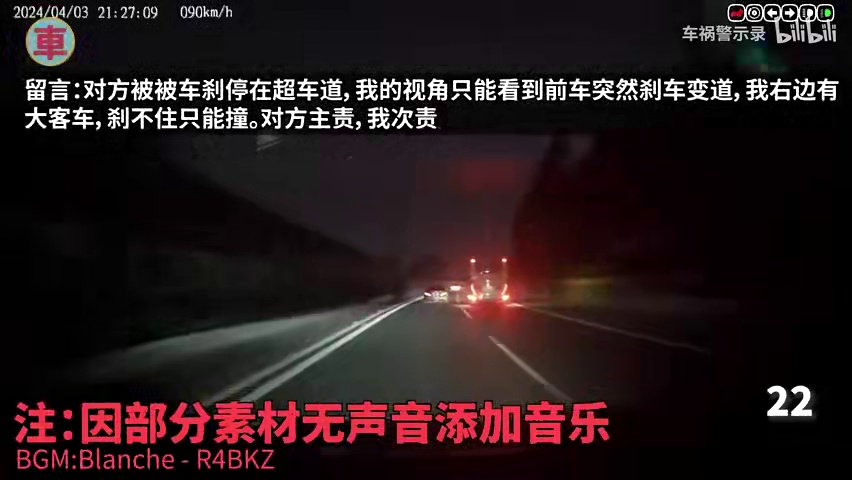 2024/04/03 21:27:09 090km/h
車
车祸警示录 bilibili
留言：对方被被车刹停在超车道，我的视角只能看到前车突然刹车变道，我右边有
大客车，刹不住只能撞。对方主责，我次责
22
注：因部分素材无声音添加音乐
BGM:Blanche - R4BKZ